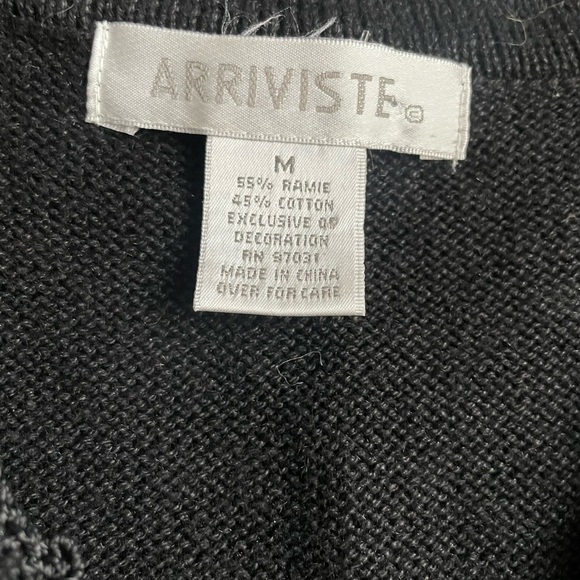 ARRIVISTE ©
M
55% RAMIE
45% COTTON
EXCLUSIVE OF
DECORATION
RN 97031
MADE IN CHINA
OVER FOR CARE